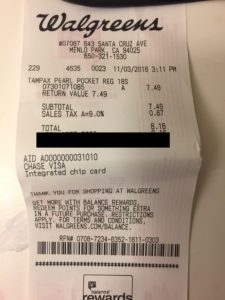 Walgreens
#07087 643 SANTA CRUZ AVE
MENLO PARK, CA 94025
650-321-1530
229 4635 0023 11/03/2016 3:11 PM
TAMPAX PEARL POCKET REG 18S
07301071085 A 7.49
RETURN VALUE 7.49
SUBTOTAL 7.49
SALES TAX A=9.0% 0.67
TOTAL 8.16
AID A0000000031010
CHASE VISA
Integrated chip card
THANK YOU FOR SHOPPING AT WALGREENS
GET MORE WITH BALANCE REWARDS.
REDEEM POINTS FOR SOMETHING EXTRA
IN A FUTURE PURCHASE. RESTRICTIONS
APPLY. FOR TERMS AND CONDITIONS,
VISIT WALGREENS.COM/BALANCE.
RFN# 0708-7234-6352-1611-0303
balance
rewards